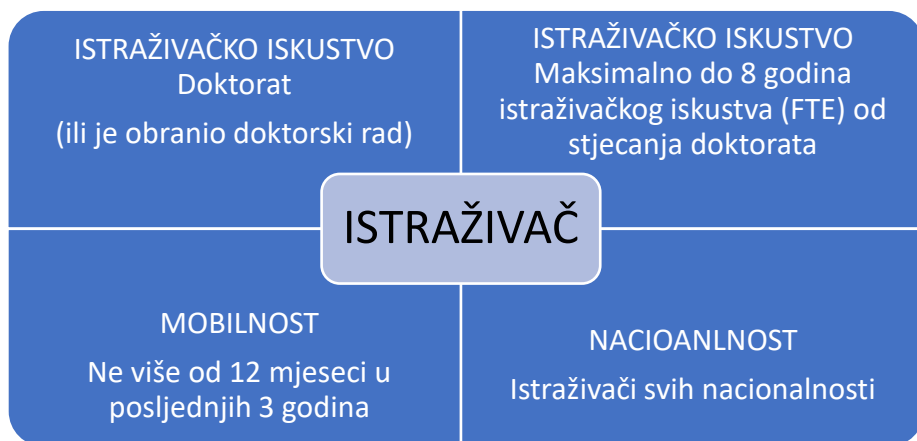 ISTRAŽIVAČKO ISKUSTVO
Doktorat
(ili je obranio doktorski rad)
ISTRAŽIVAČKO ISKUSTVO
Maksimalno do 8 godina
istraživačkog iskustva (FTE) od
stjecanja doktorata
ISTRAŽIVAČ
MOBILNOST
Ne više od 12 mjeseci u
posljednjih 3 godina
NACIOANLNOST
Istraživači svih nacionalnosti